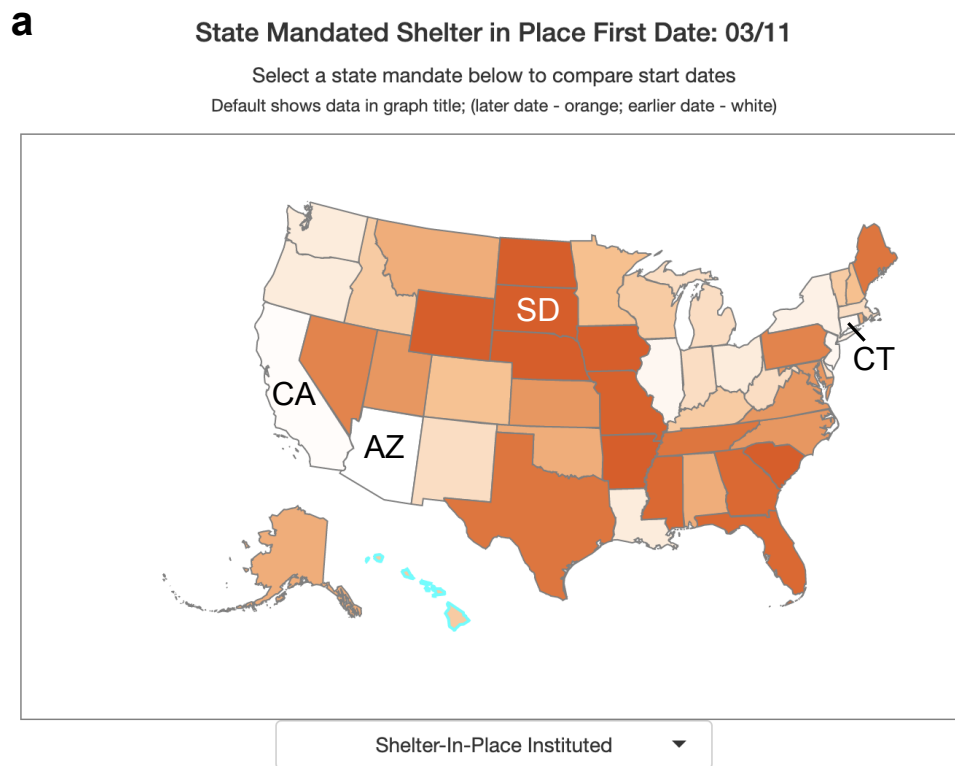 a
State Mandated Shelter in Place First Date: 03/11
Select a state mandate below to compare start dates
Default shows data in graph title; (later date - orange; earlier date - white)
SD
CT
CA
AZ
Shelter-In-Place Instituted